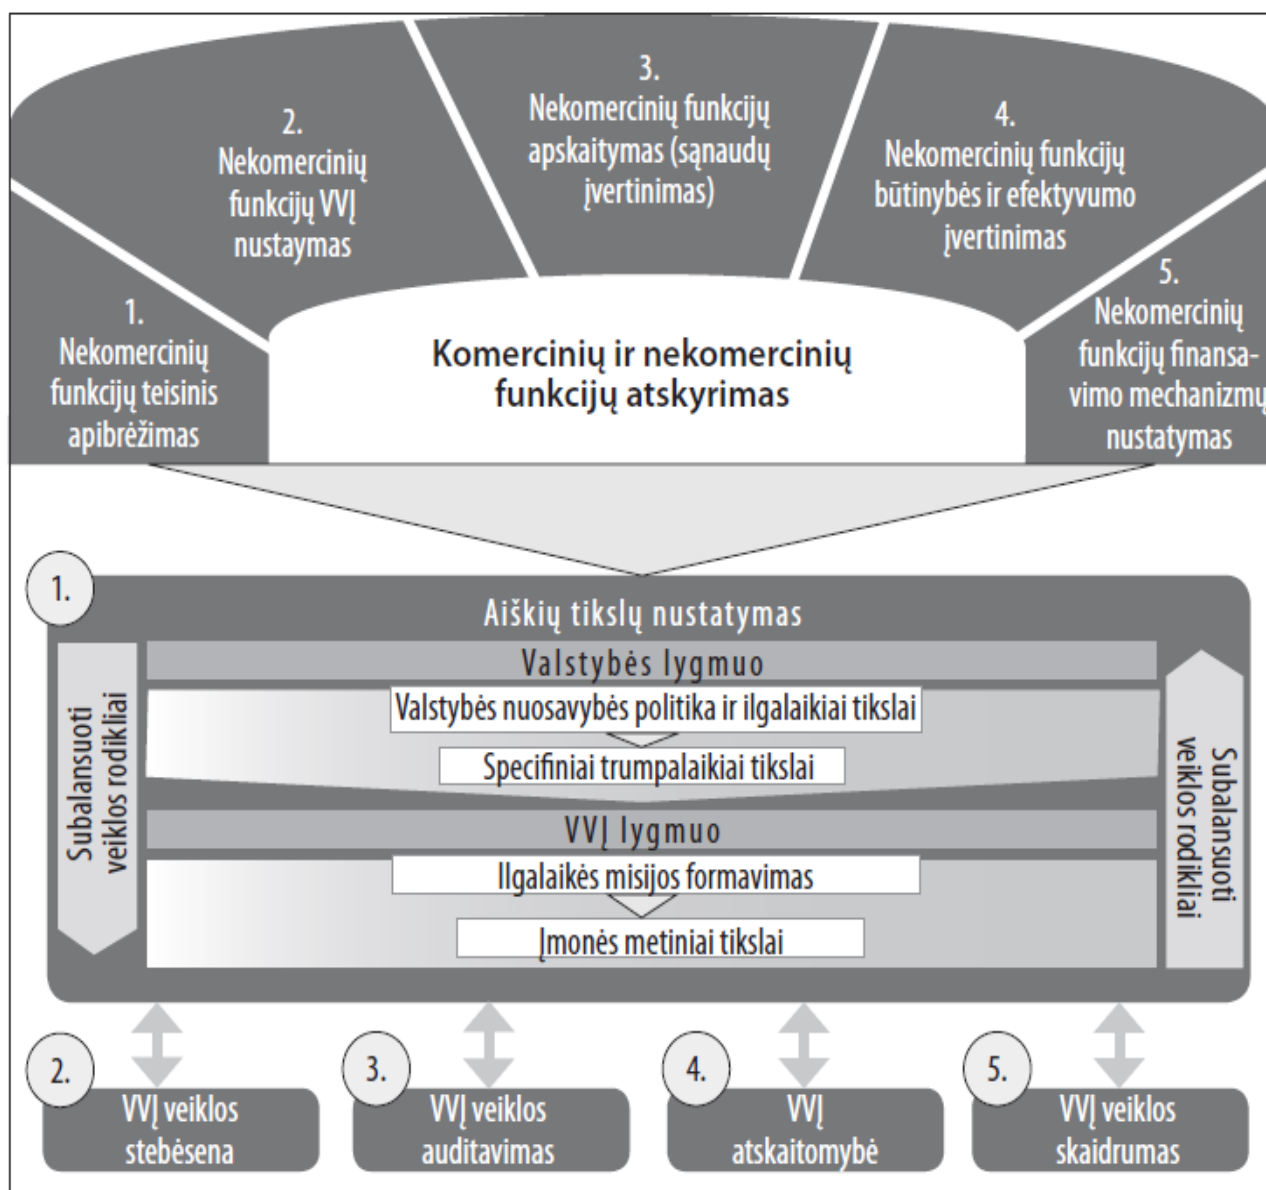 1.
Nekomercinių
funkcijų teisinis
apibrėžimas
2.
Nekomercinių
funkcijų VVĮ
nustaymas
3.
Nekomercinių funkcijų
apskaitymas (sąnaudų
įvertinimas)
4.
Nekomercinių funkcijų
būtinybės ir efektyvumo
įvertinimas
5.
Nekomercinių
funkcijų finansa-
vimo mechanizmų
nustatymas
Komercinių ir nekomercinių
funkcijų atskyrimas
1.
Aiškių tikslų nustatymas
Subalansuoti
veiklos rodikliai
Valstybės lygmuo
Valstybės nuosavybės politika ir ilgalaikiai tikslai
Specifiniai trumpalaikiai tikslai
VVĮ lygmuo
Ilgalaikės misijos formavimas
Įmonės metiniai tikslai
Subalansuoti
veiklos rodikliai
2.
VVĮ veiklos
stebėsena
3.
VVĮ veiklos
auditavimas
4.
VVĮ
atskaitomybė
5.
VVĮ veiklos
skaidrumas